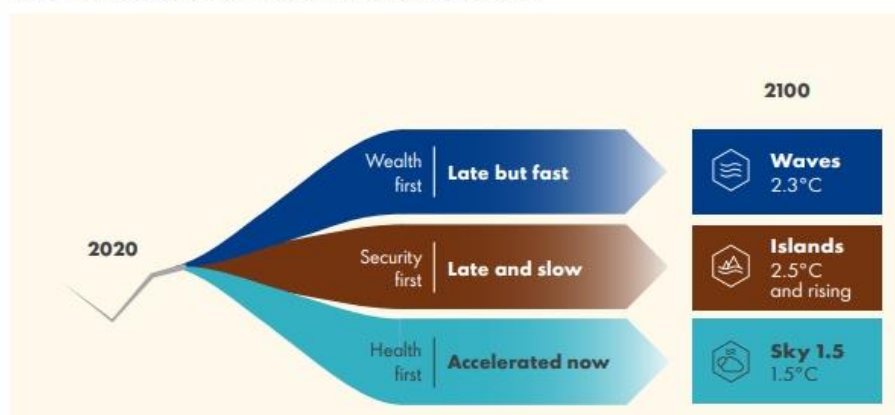 2100
2020
Wealth
first
Late but fast
Waves
2.3°C
Security
first
Late and slow
Islands
2.5°C
and rising
Health
first
Accelerated now
Sky 1.5
1.5°C